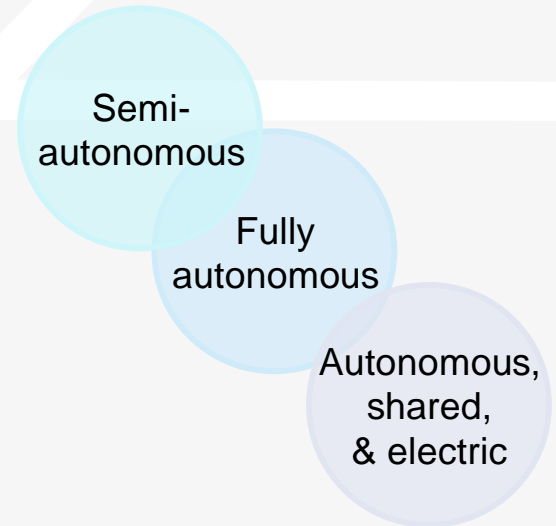 Semi-
autonomous
Fully
autonomous
Autonomous,
shared,
& electric